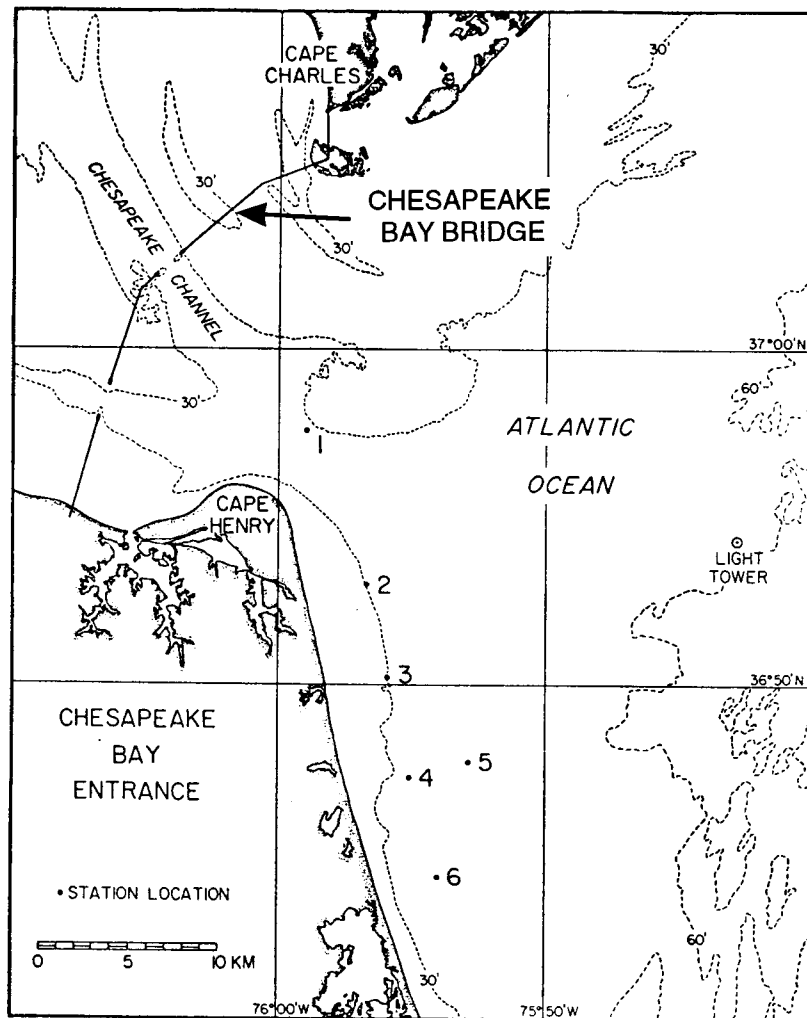 CAPE
CHARLES
30'
30'
CHESAPEAKE
BAY BRIDGE
30'
CHESAPEAKE
CHANNEL
37°00'N
30'
60'
1
ATLANTIC
OCEAN
CAPE
HENRY
LIGHT
TOWER
2
3
36°50'N
CHESAPEAKE
BAY
ENTRANCE
5
4
6
•STATION LOCATION
0 5 10 KM
30'
60'
76°00'W
75°50'W